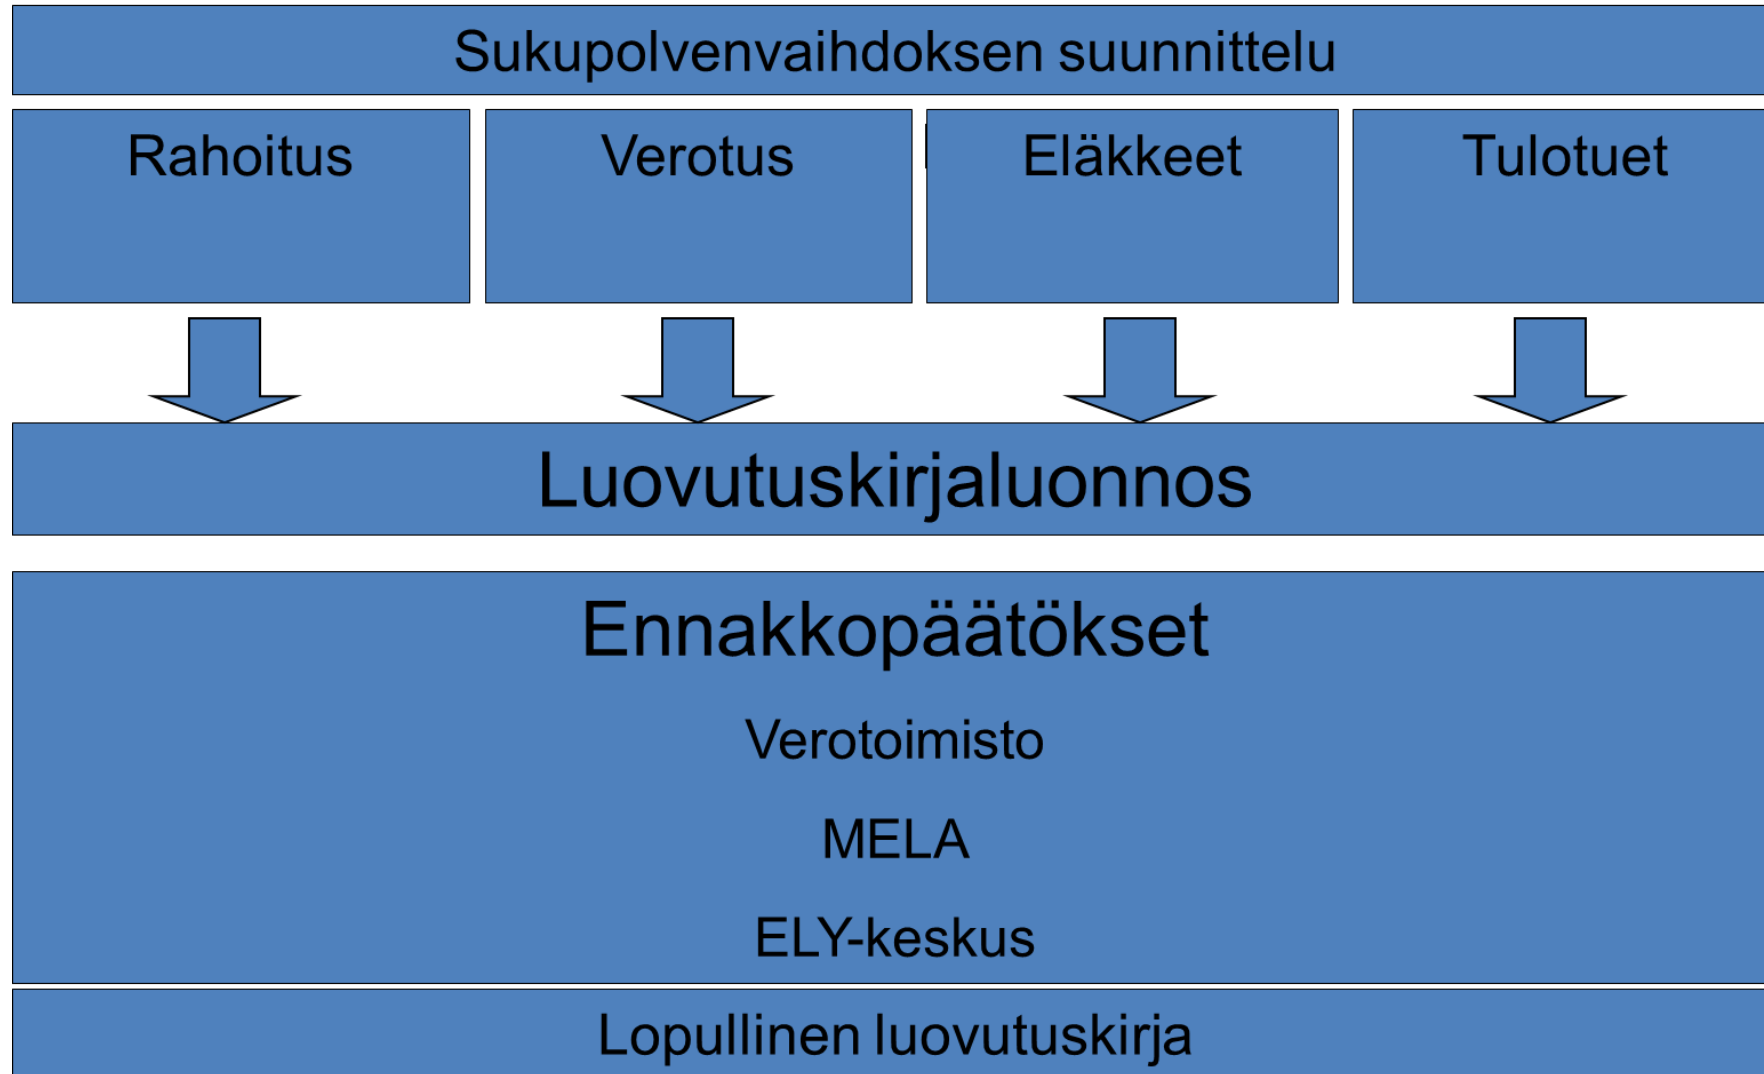 Sukupolvenvaihdoksen suunnittelu
Rahoitus
Verotus
Eläkkeet
Tulotuet
Luovutuskirjaluonnos
Ennakkopäätökset
Verotoimisto
MELA
ELY-keskus
Lopullinen luovutuskirja